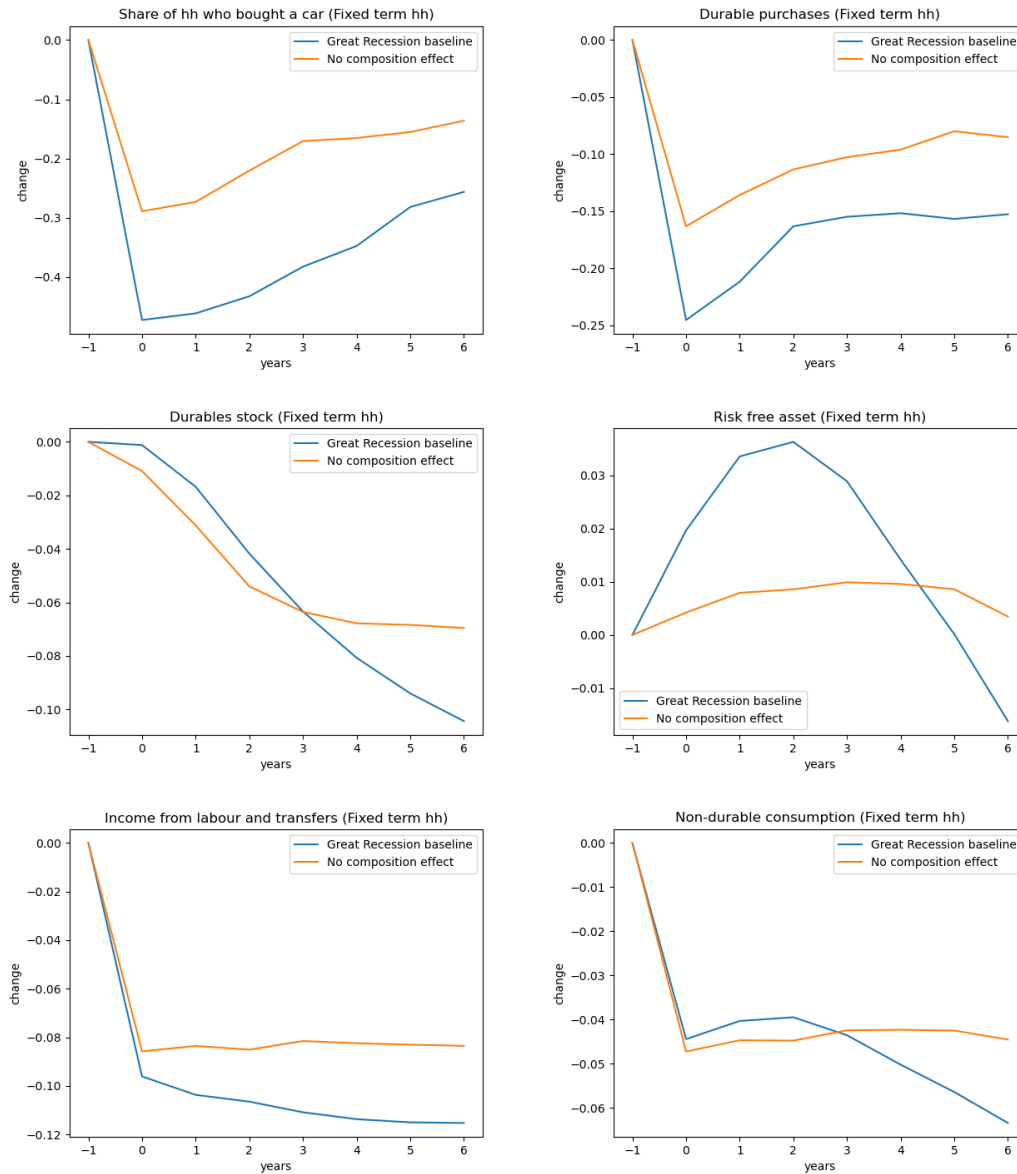 Share of hh who bought a car (Fixed term hh)
0.0
−0.1
−0.2
−0.3
−0.4
change
Great Recession baseline
No composition effect
−1 0 1 2 3 4 5 6
years
Durable purchases (Fixed term hh)
0.00
−0.05
−0.10
−0.15
−0.20
−0.25
change
Great Recession baseline
No composition effect
−1 0 1 2 3 4 5 6
years
Durables stock (Fixed term hh)
0.00
−0.02
−0.04
−0.06
−0.08
−0.10
change
Great Recession baseline
No composition effect
−1 0 1 2 3 4 5 6
years
Risk free asset (Fixed term hh)
0.03
0.02
0.01
0.00
−0.01
change
Great Recession baseline
No composition effect
−1 0 1 2 3 4 5 6
years
Income from labour and transfers (Fixed term hh)
0.00
−0.02
−0.04
−0.06
−0.08
−0.10
−0.12
change
Great Recession baseline
No composition effect
−1 0 1 2 3 4 5 6
years
Non-durable consumption (Fixed term hh)
0.00
−0.01
−0.02
−0.03
−0.04
−0.05
−0.06
change
Great Recession baseline
No composition effect
−1 0 1 2 3 4 5 6
years